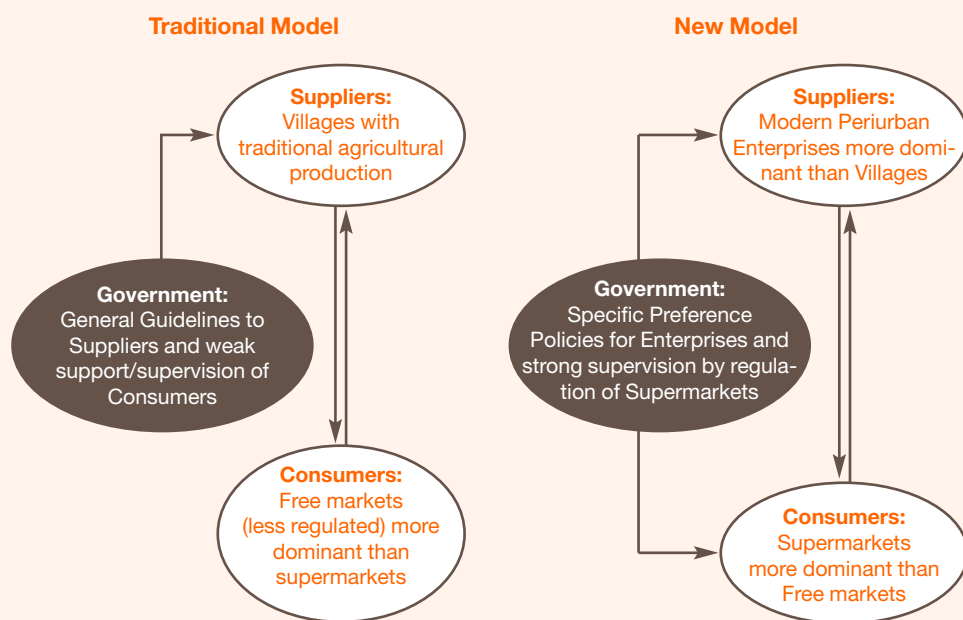 Traditional Model
Suppliers:
Villages with
traditional agricultural
production
Government:
General Guidelines to
Suppliers and weak
support/supervision of
Consumers
Consumers:
Free markets
(less regulated) more
dominant than
supermarkets
New Model
Suppliers:
Modern Periurban
Enterprises more domi-
nant than Villages
Government:
Specific Preference
Policies for Enterprises and
strong supervision by regula-
tion of Supermarkets
Consumers:
Supermarkets
more dominant than
Free markets